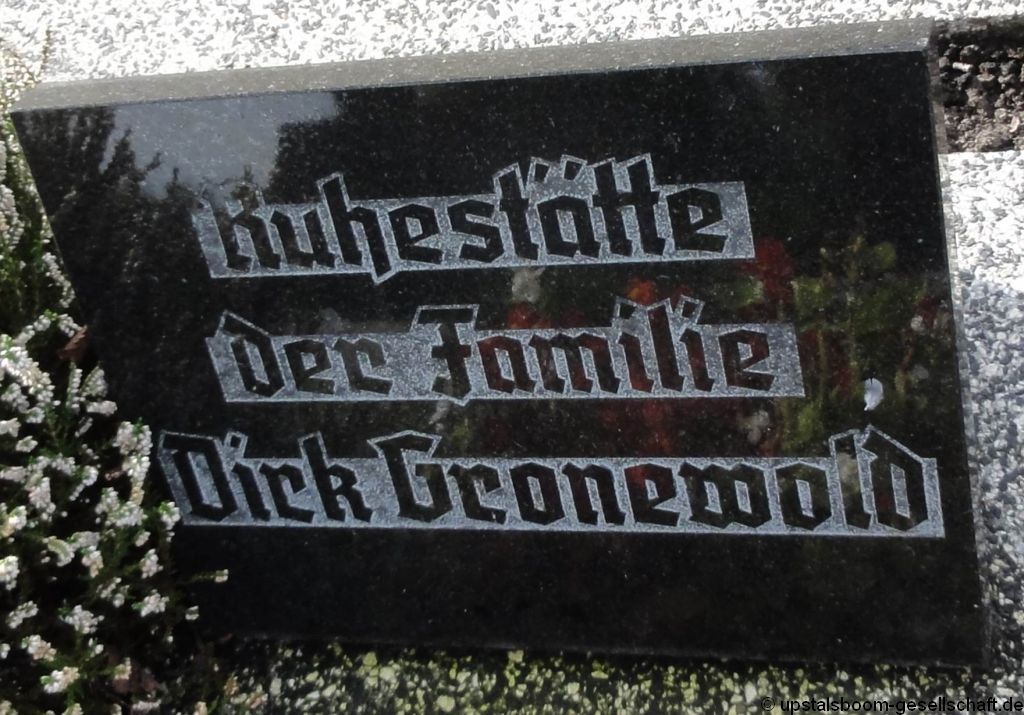 Ruhestätte
der Familie
Dirk Gronewold
© upstalsboom-gesellschaft.de